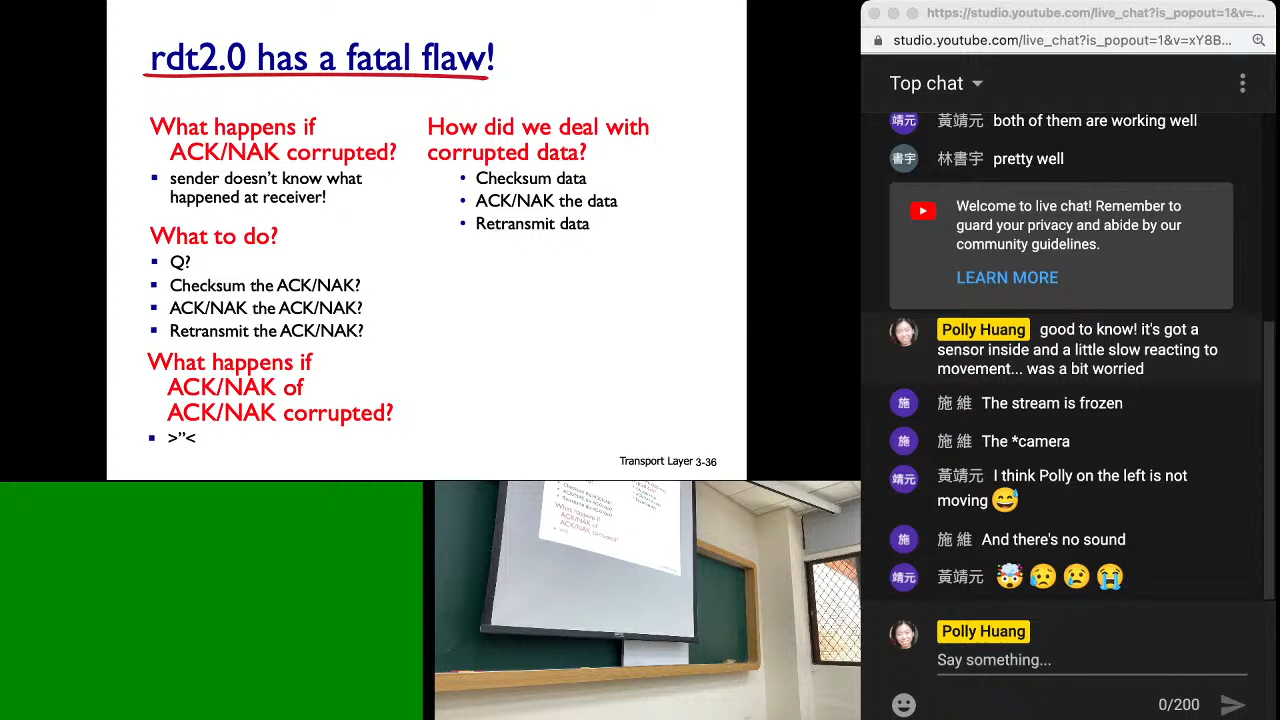 rdt2.0 has a fatal flaw!
What happens if
ACK/NAK corrupted?
▪ sender doesn’t know what
happened at receiver!
What to do?
▪ Q?
▪ Checksum the ACK/NAK?
▪ ACK/NAK the ACK/NAK?
▪ Retransmit the ACK/NAK?
What happens if
ACK/NAK of
ACK/NAK corrupted?
▪ >”<
How did we deal with
corrupted data?
• Checksum data
• ACK/NAK the data
• Retransmit data
Transport Layer 3-36
What happens if
ACK/NAK of
ACK/NAK corrupted?
https://studio.youtube.com/live_chat?is_popout=1&v=...
studio.youtube.com/live_chat?is_popout=1&v=xY8B...
Top chat
靖元 黃靖元 both of them are working well
書宇 林書宇 pretty well
Welcome to live chat! Remember to
guard your privacy and abide by our
community guidelines.
LEARN MORE
Polly Huang good to know! it's got a
sensor inside and a little slow reacting to
movement... was a bit worried
施 施 維 The stream is frozen
施 施 維 The *camera
靖元 黃靖元 I think Polly on the left is not
moving 😅
施 施 維 And there's no sound
靖元 黃靖元 🤯 😥 😢 😭
Polly Huang
Say something...
0/200